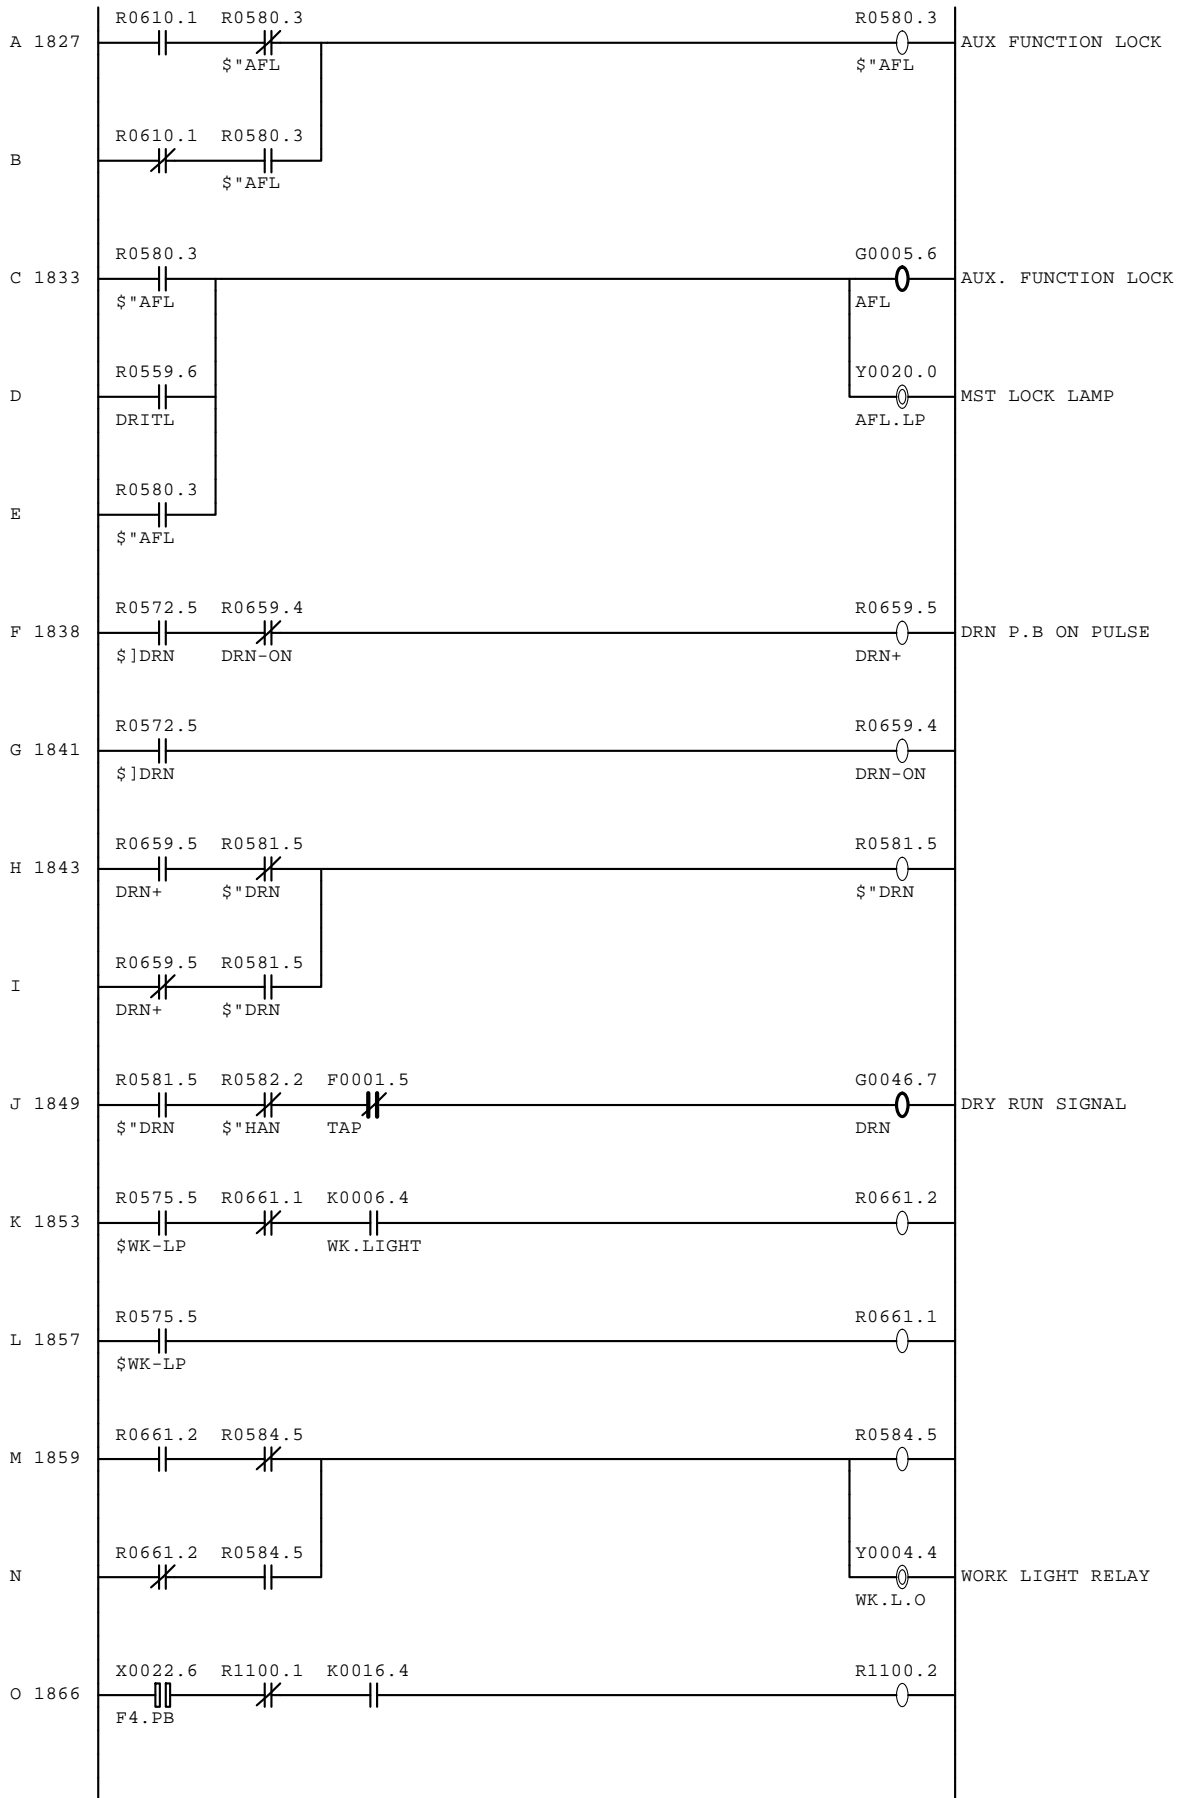 R0610.1 R0580.3 R0580.3
A 1827 AUX FUNCTION LOCK
$"AFL $"AFL
R0610.1 R0580.3
B
$"AFL
R0580.3 G0005.6
C 1833 AUX. FUNCTION LOCK
$"AFL AFL
R0559.6 Y0020.0
D MST LOCK LAMP
DRITL AFL.LP
R0580.3
E
$"AFL
R0572.5 R0659.4 R0659.5
F 1838 DRN P.B ON PULSE
$]DRN DRN-ON DRN+
R0572.5 R0659.4
G 1841
$]DRN DRN-ON
R0659.5 R0581.5 R0581.5
H 1843
DRN+ $"DRN $"DRN
R0659.5 R0581.5
I
DRN+ $"DRN
R0581.5 R0582.2 F0001.5 G0046.7
J 1849 DRY RUN SIGNAL
$"DRN $"HAN TAP DRN
R0575.5 R0661.1 K0006.4 R0661.2
K 1853
$WK-LP WK.LIGHT
R0575.5 R0661.1
L 1857
$WK-LP
R0661.2 R0584.5 R0584.5
M 1859
R0661.2 R0584.5 Y0004.4
N WORK LIGHT RELAY
WK.L.O
X0022.6 R1100.1 K0016.4 R1100.2
O 1866
F4.PB